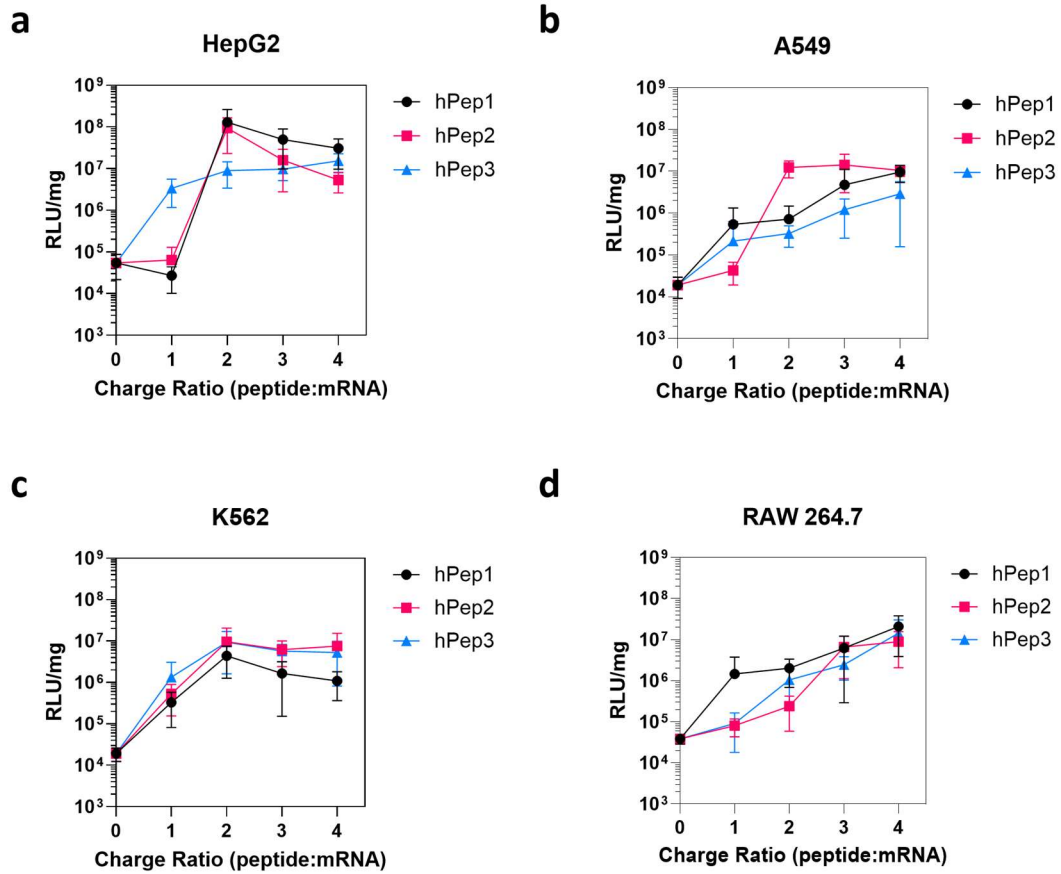 a
HepG2
10⁹
10⁸
10⁷
10⁶
10⁵
10⁴
10³
RLU/mg
0 1 2 3 4
Charge Ratio (peptide:mRNA)
hPep1
hPep2
hPep3
b
A549
10⁹
10⁸
10⁷
10⁶
10⁵
10⁴
10³
RLU/mg
0 1 2 3 4
Charge Ratio (peptide:mRNA)
hPep1
hPep2
hPep3
c
K562
10⁹
10⁸
10⁷
10⁶
10⁵
10⁴
10³
RLU/mg
0 1 2 3 4
Charge Ratio (peptide:mRNA)
hPep1
hPep2
hPep3
d
RAW 264.7
10⁹
10⁸
10⁷
10⁶
10⁵
10⁴
10³
RLU/mg
0 1 2 3 4
Charge Ratio (peptide:mRNA)
hPep1
hPep2
hPep3